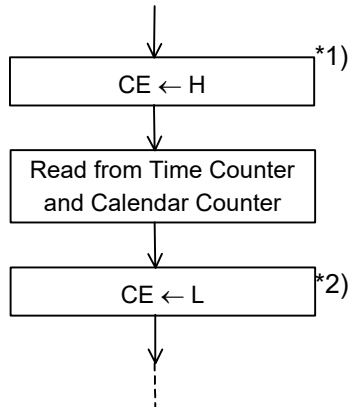 *1)
CE ← H
Read from Time Counter
and Calendar Counter
*2)
CE ← L